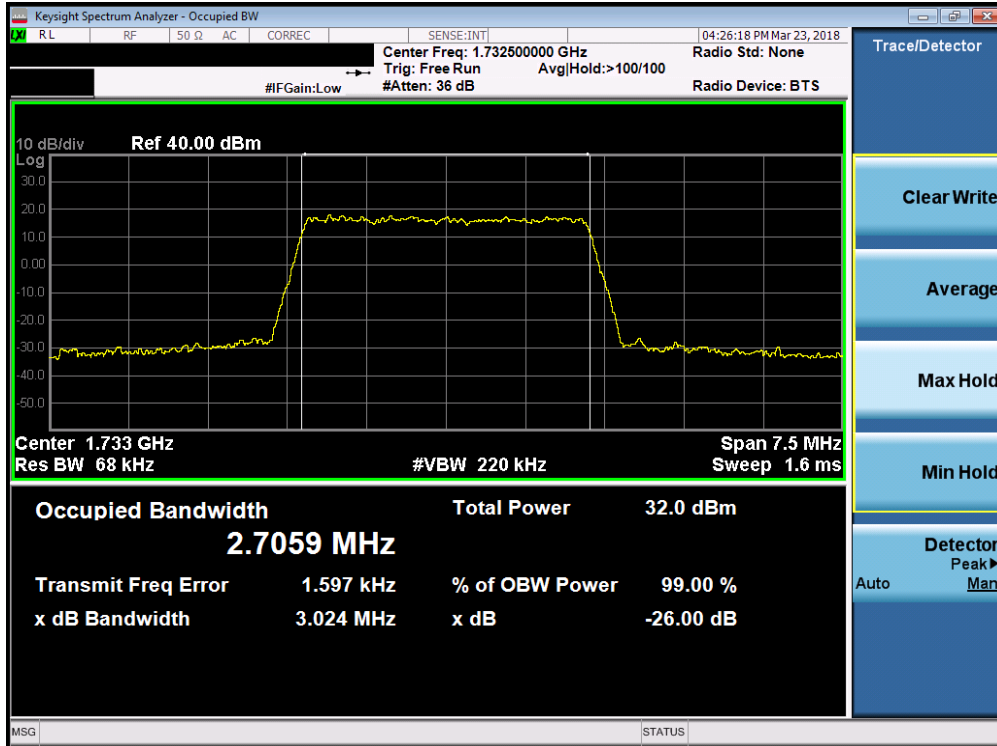 Keysight Spectrum Analyzer - Occupied BW
LXI RL RF 50 Ω AC CORREC SENSE:INT 04:26:18 PM Mar 23, 2018
Center Freq: 1.732500000 GHz Radio Std: None
Trig: Free Run Avg|Hold:>100/100
#IFGain:Low #Atten: 36 dB Radio Device: BTS
Trace/Detector
10 dB/div Ref 40.00 dBm
Log
30.0
20.0
10.0
0.00
-10.0
-20.0
-30.0
-40.0
-50.0
Center 1.733 GHz Span 7.5 MHz
Res BW 68 kHz #VBW 220 kHz Sweep 1.6 ms
Occupied Bandwidth Total Power 32.0 dBm
2.7059 MHz
Transmit Freq Error 1.597 kHz % of OBW Power 99.00 %
x dB Bandwidth 3.024 MHz x dB -26.00 dB
Clear Write
Average
Max Hold
Min Hold
Detector
Peak▶
Auto Man
MSG STATUS